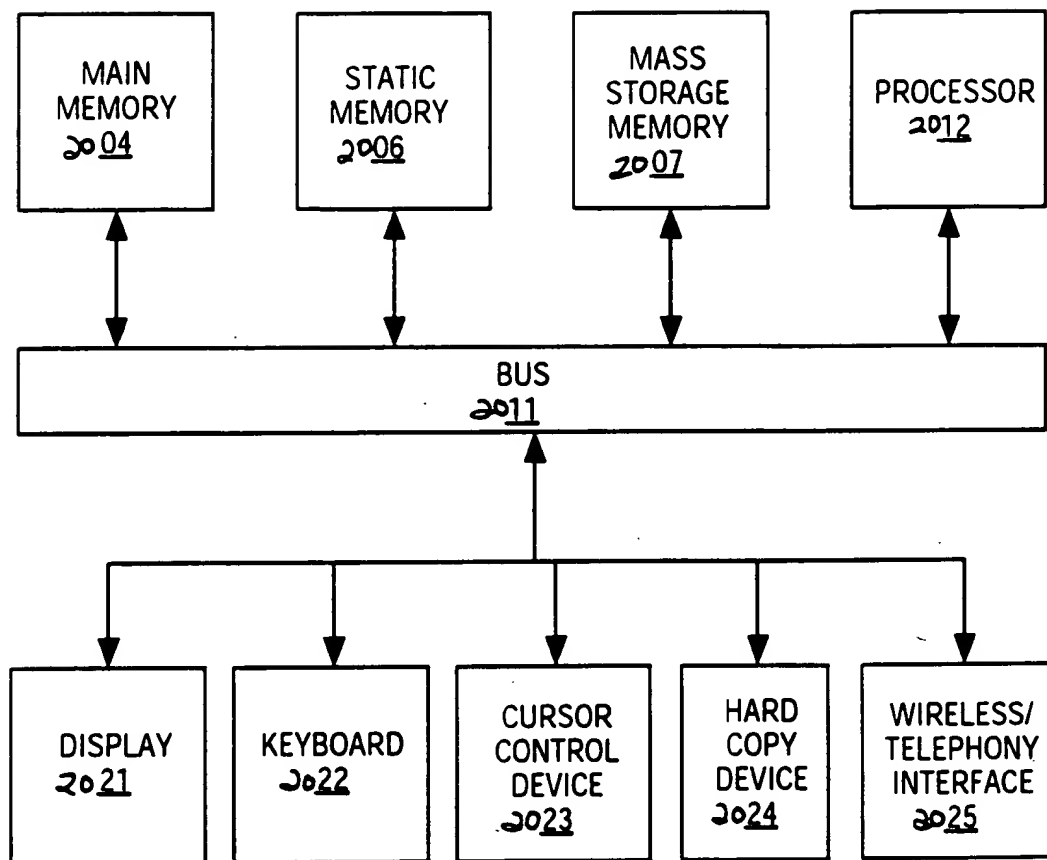 MAIN
MEMORY
2004
STATIC
MEMORY
2006
MASS
STORAGE
MEMORY
2007
PROCESSOR
2012
BUS
2011
DISPLAY
2021
KEYBOARD
2022
CURSOR
CONTROL
DEVICE
2023
HARD
COPY
DEVICE
2024
WIRELESS/
TELEPHONY
INTERFACE
2025